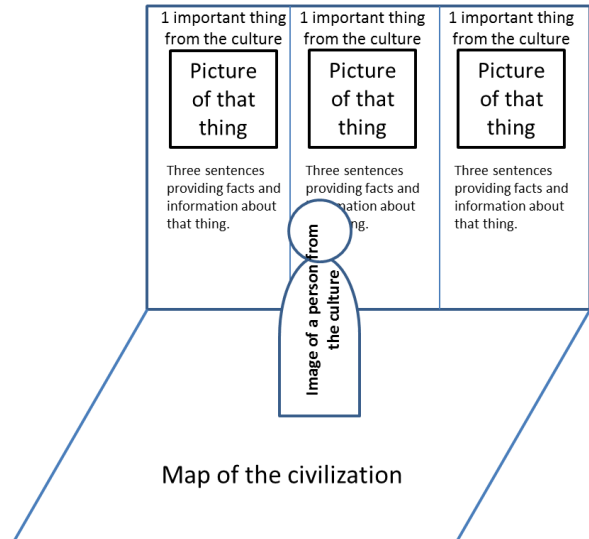 1 important thing
from the culture
Picture
of that
thing
Three sentences
providing facts and
information about
that thing.
1 important thing
from the culture
Picture
of that
thing
Three sentences
providing facts and
about
1 important thing
from the culture
Picture
of that
thing
Three sentences
providing facts and
information about
that thing.
Image of a person from
the culture
Map of the civilization